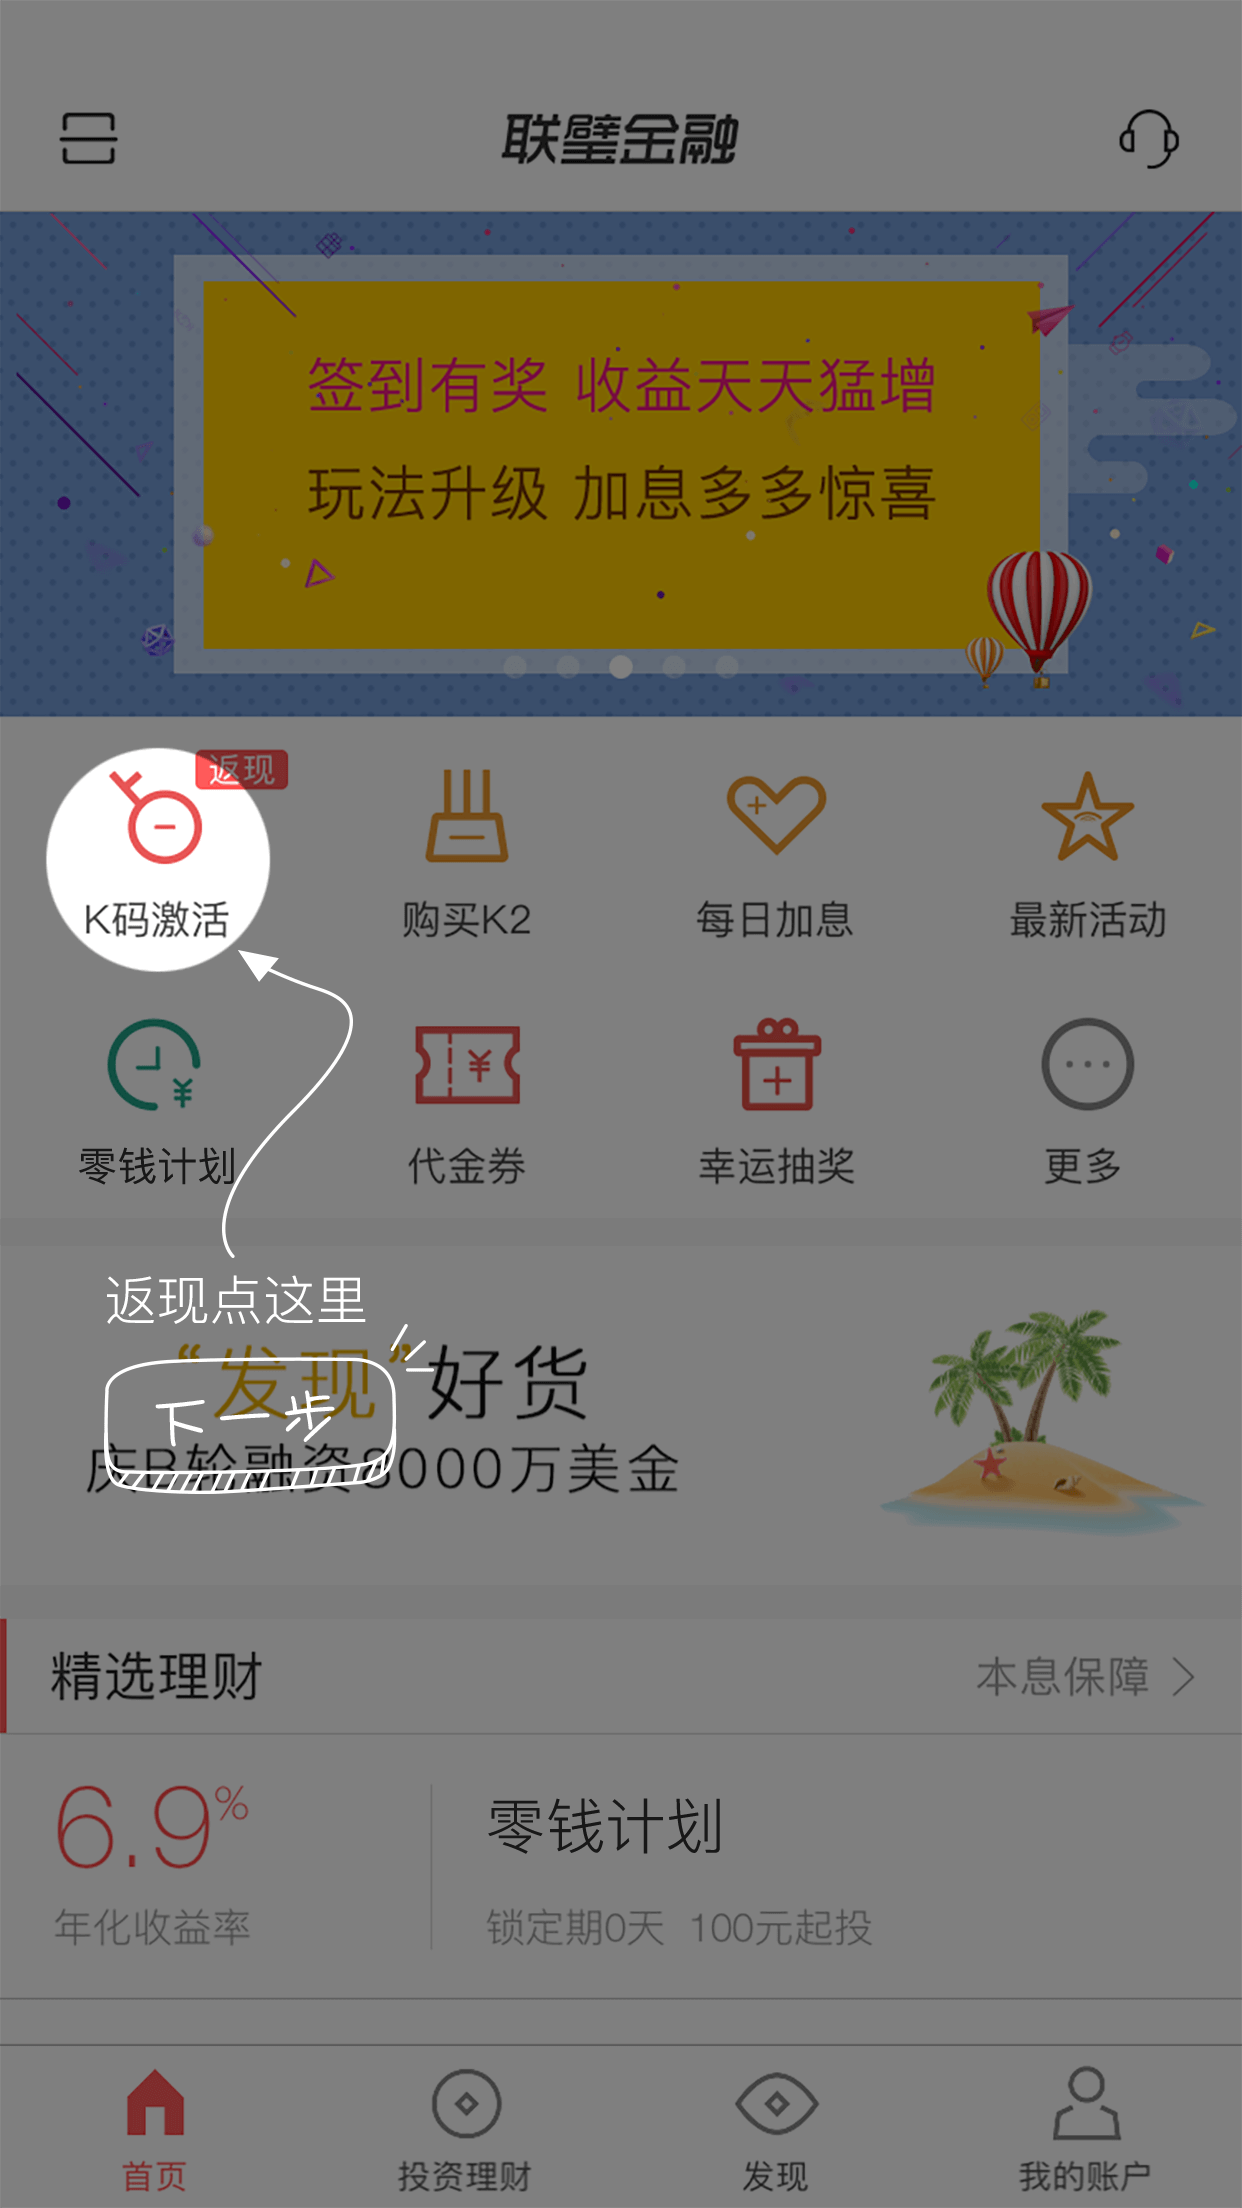 联璧金融
签到有奖 收益天天猛增
玩法升级 加息多多惊喜
返现
K码激活
购买K2
每日加息
最新活动
零钱计划
代金券
幸运抽奖
更多
返现点这里
“发现”好货
下一步
庆B轮融资8000万美金
精选理财
本息保障
6.9%
零钱计划
年化收益率
锁定期0天 100元起投
首页
投资理财
发现
我的账户